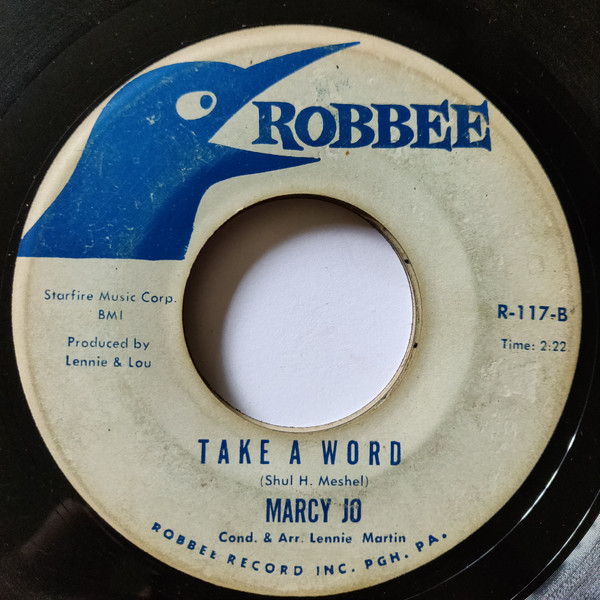 ROBBEE
Starfire Music Corp.
BMI
Produced by
Lennie & Lou
R-117-B
Time: 2:22
TAKE A WORD
(Shul H. Meshel)
MARCY JO
Cond. & Arr. Lennie Martin
ROBBEE RECORD INC. PGH. PA.